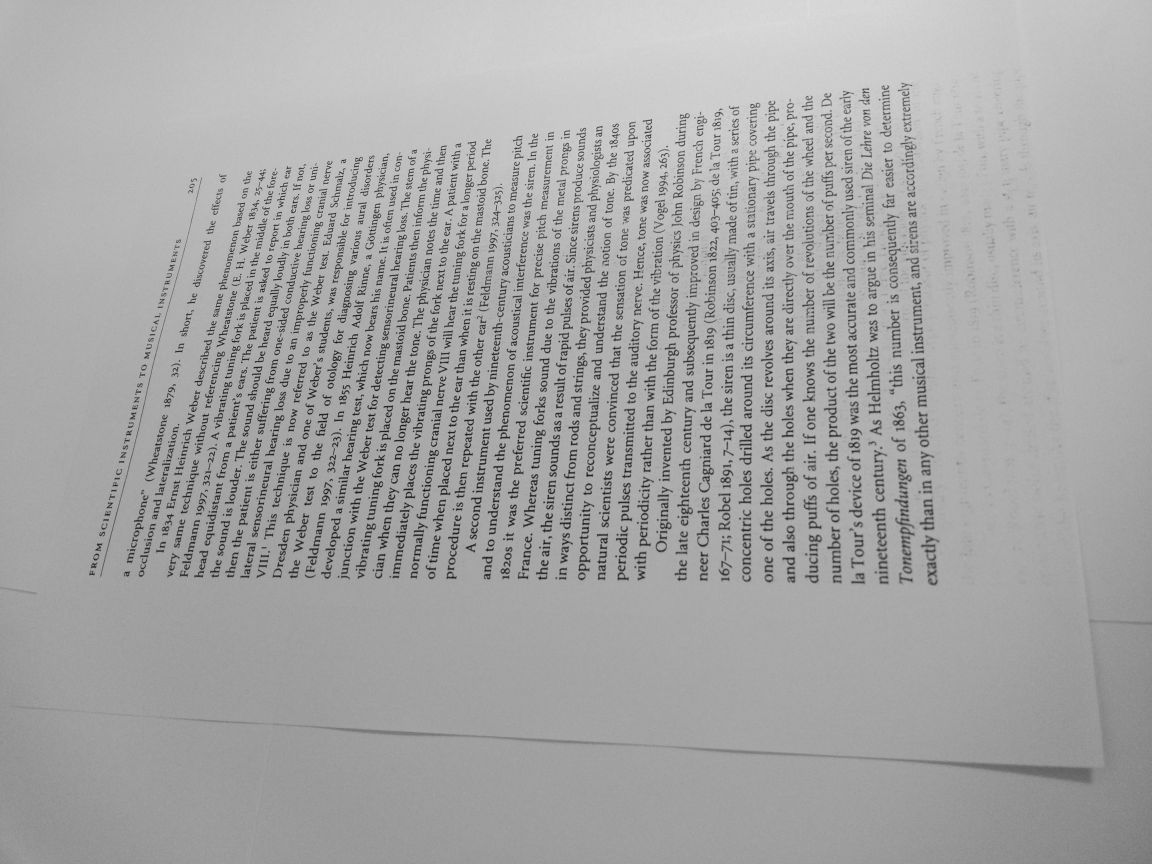 FROM SCIENTIFIC INSTRUMENTS TO MUSICAL INSTRUMENTS 205
a microphone" (Wheatstone 1879, 32). In short, he discovered the effects of
occlusion and lateralization.
In 1834 Ernst Heinrich Weber described the same phenomenon based on the
very same technique without referencing Wheatstone (E. H. Weber 1834, 25–44;
Feldmann 1997, 321–22). A vibrating tuning fork is placed in the middle of the fore-
head equidistant from a patient's ears. The patient is asked to report in which ear
the sound is louder. The sound should be heard equally loudly in both ears. If not,
then the patient is either suffering from one-sided conductive hearing loss or uni-
lateral sensorineural hearing loss due to an improperly functioning cranial nerve
VIII.¹ This technique is now referred to as the Weber test. Eduard Schmalz, a
Dresden physician and one of Weber's students, was responsible for introducing
the Weber test to the field of otology for diagnosing various aural disorders
(Feldmann 1997, 322–23). In 1855 Heinrich Adolf Rinne, a Göttingen physician,
developed a similar hearing test, which now bears his name. It is often used in con-
junction with the Weber test for detecting sensorineural hearing loss. The stem of a
vibrating tuning fork is placed on the mastoid bone. Patients then inform the physi-
cian when they can no longer hear the tone. The physician notes the time and then
immediately places the vibrating prongs of the fork next to the ear. A patient with a
normally functioning cranial nerve VIII will hear the tuning fork for a longer period
of time when placed next to the ear than when it is resting on the mastoid bone. The
procedure is then repeated with the other ear² (Feldmann 1997, 324–325).
A second instrument used by nineteenth-century acousticians to measure pitch
and to understand the phenomenon of acoustical interference was the siren. In the
1820s it was the preferred scientific instrument for precise pitch measurement in
France. Whereas tuning forks sound due to the vibrations of the metal prongs in
the air, the siren sounds as a result of rapid pulses of air. Since sirens produce sounds
in ways distinct from rods and strings, they provided physicists and physiologists an
opportunity to reconceptualize and understand the notion of tone. By the 1840s
natural scientists were convinced that the sensation of tone was predicated upon
periodic pulses transmitted to the auditory nerve. Hence, tone was now associated
with periodicity rather than with the form of the vibration (Vogel 1994, 263).
Originally invented by Edinburgh professor of physics John Robinson during
the late eighteenth century and subsequently improved in design by French engi-
neer Charles Cagniard de la Tour in 1819 (Robinson 1822, 403–405; de la Tour 1819,
167–71; Robel 1891, 7–14), the siren is a thin disc, usually made of tin, with a series of
concentric holes drilled around its circumference with a stationary pipe covering
one of the holes. As the disc revolves around its axis, air travels through the pipe
and also through the holes when they are directly over the mouth of the pipe, pro-
ducing puffs of air. If one knows the number of revolutions of the wheel and the
number of holes, the product of the two will be the number of puffs per second. De
la Tour's device of 1819 was the most accurate and commonly used siren of the early
nineteenth century.³ As Helmholtz was to argue in his seminal Die Lehre von den
Tonempfindungen of 1863, "this number is consequently far easier to determine
exactly than in any other musical instrument, and sirens are accordingly extremely